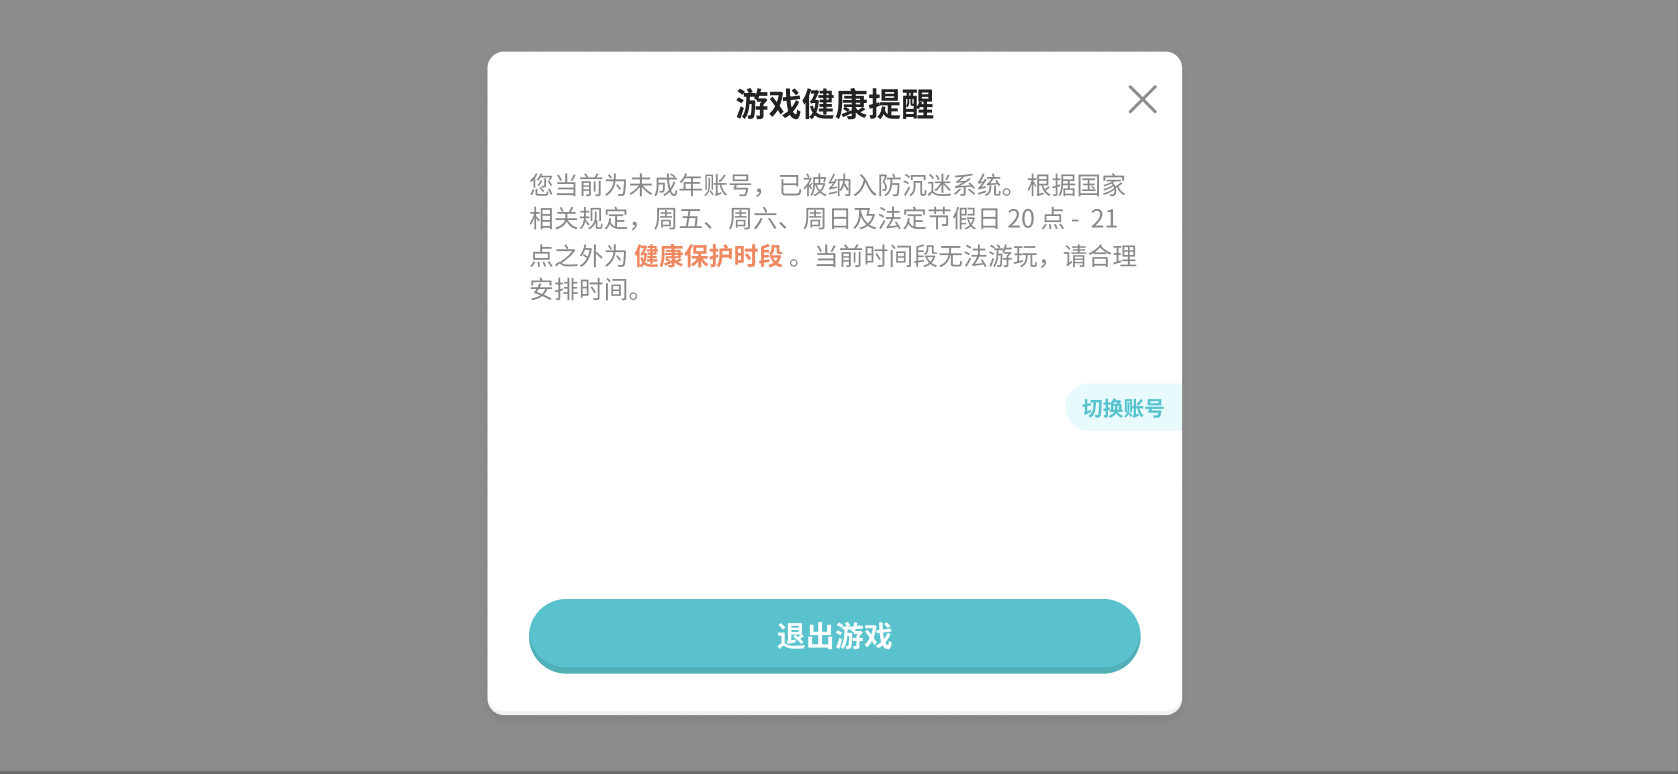 游戏健康提醒
您当前为未成年账号，已被纳入防沉迷系统。根据国家
相关规定，周五、周六、周日及法定节假日 20 点 - 21
点之外为 健康保护时段 。当前时间段无法游玩，请合理
安排时间。
切换账号
退出游戏